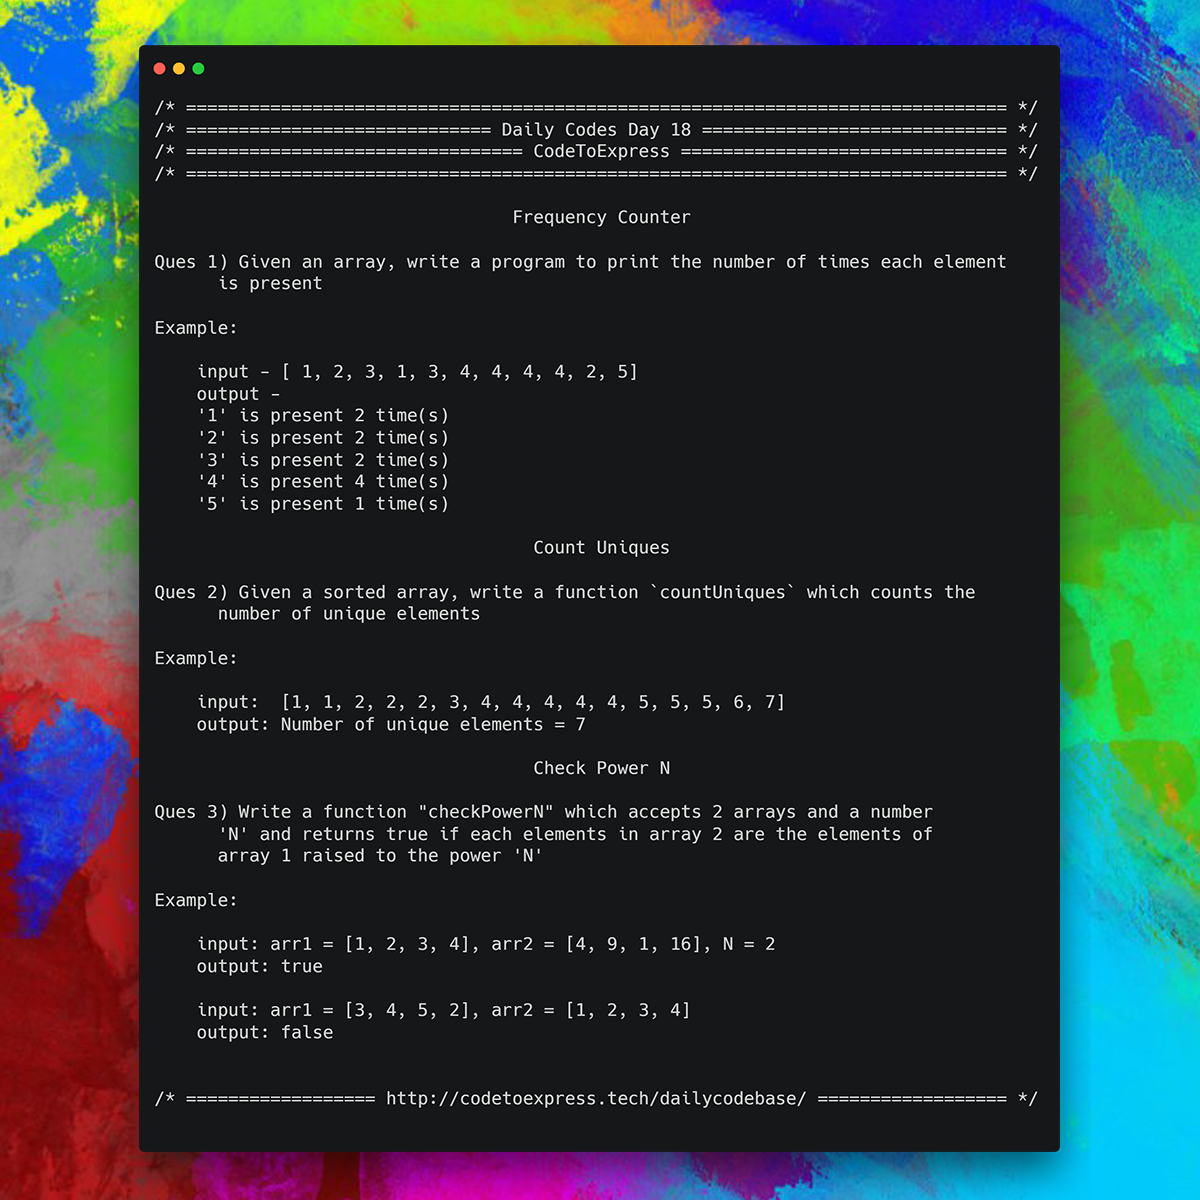 /* ============================================================================== */
/* ============================= Daily Codes Day 18 ============================= */
/* ================================ CodeToExpress =============================== */
/* ============================================================================== */
Frequency Counter
Ques 1) Given an array, write a program to print the number of times each element
is present
Example:
input - [ 1, 2, 3, 1, 3, 4, 4, 4, 4, 2, 5]
output -
'1' is present 2 time(s)
'2' is present 2 time(s)
'3' is present 2 time(s)
'4' is present 4 time(s)
'5' is present 1 time(s)
Count Uniques
Ques 2) Given a sorted array, write a function `countUniques` which counts the
number of unique elements
Example:
input:  [1, 1, 2, 2, 2, 3, 4, 4, 4, 4, 4, 5, 5, 5, 6, 7]
output: Number of unique elements = 7
Check Power N
Ques 3) Write a function "checkPowerN" which accepts 2 arrays and a number
'N' and returns true if each elements in array 2 are the elements of
array 1 raised to the power 'N'
Example:
input: arr1 = [1, 2, 3, 4], arr2 = [4, 9, 1, 16], N = 2
output: true
input: arr1 = [3, 4, 5, 2], arr2 = [1, 2, 3, 4]
output: false
/* ================== http://codetoexpress.tech/dailycodebase/ ================== */